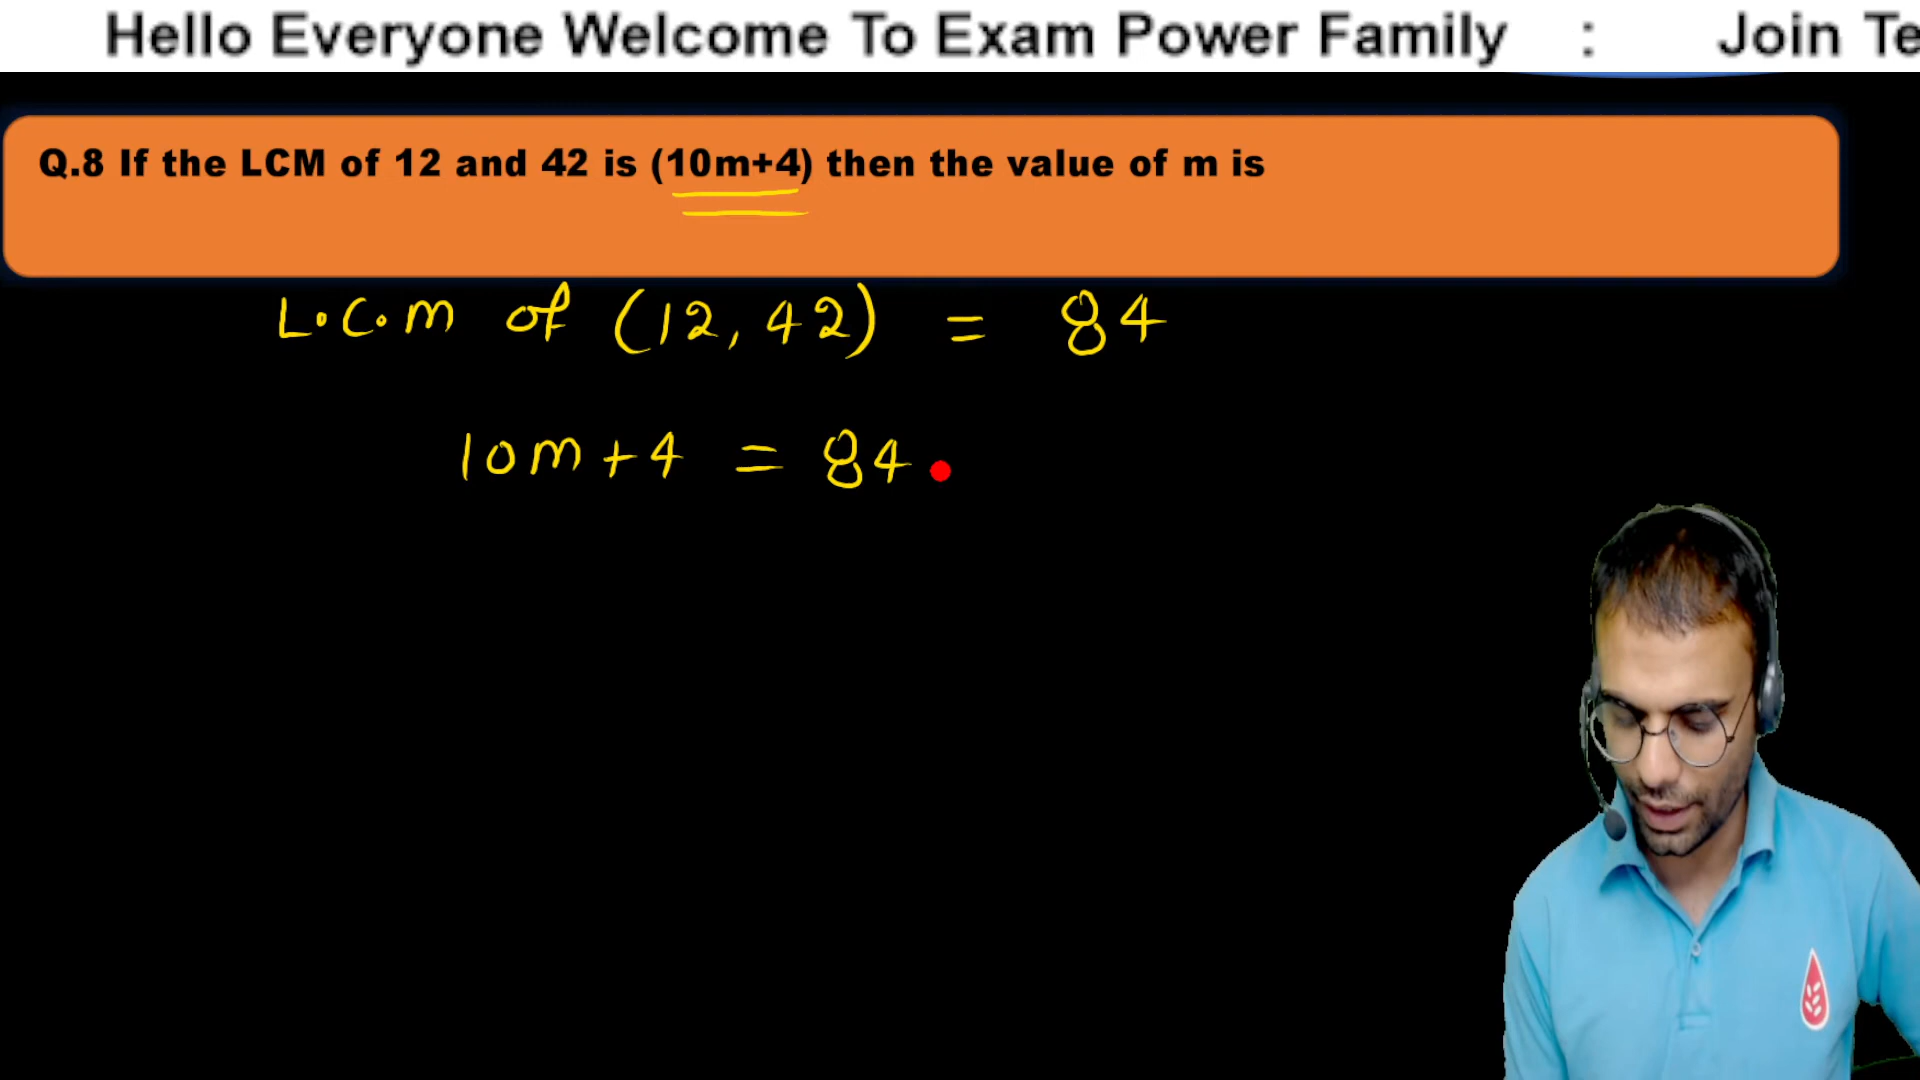 Hello Everyone Welcome To Exam Power Family : Join Te
Q.8 If the LCM of 12 and 42 is (10m+4) then the value of m is
L.C.M of (12, 42) = 84
10m + 4 = 84